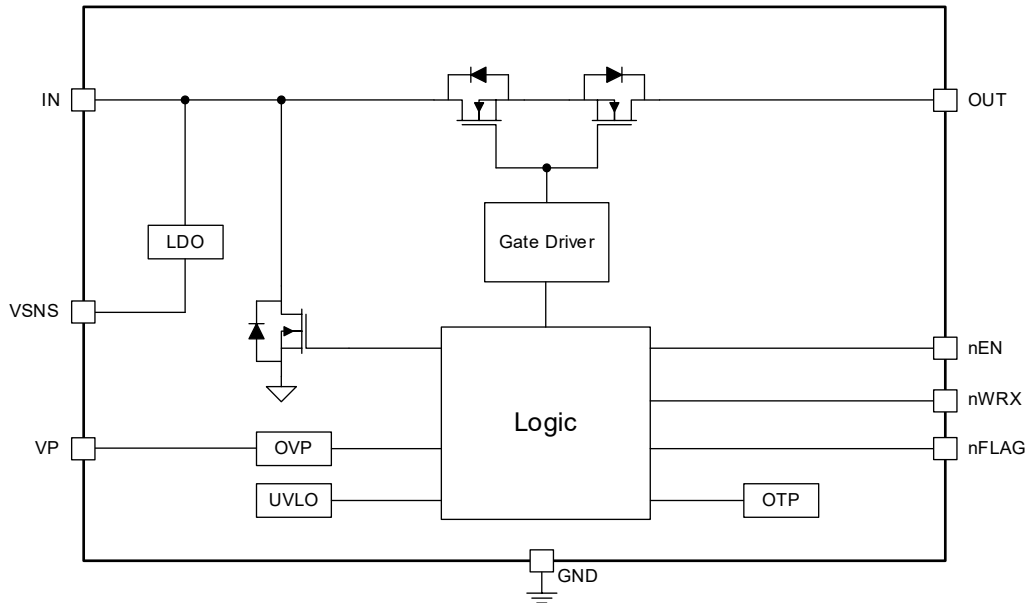 IN
OUT
LDO
Gate Driver
VSNS
nEN
nWRX
Logic
VP
OVP
nFLAG
UVLO
OTP
GND